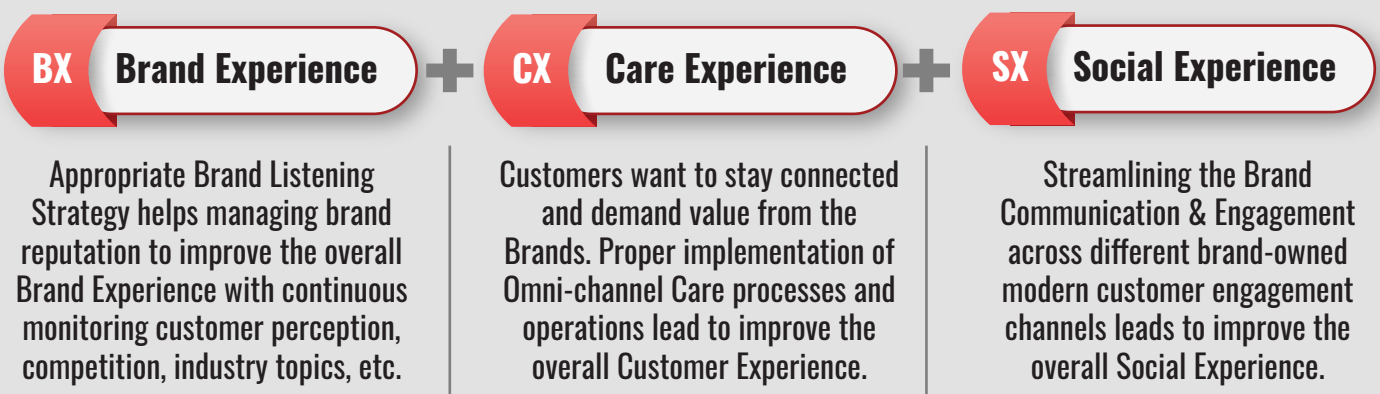 BX Brand Experience
Appropriate Brand Listening
Strategy helps managing brand
reputation to improve the overall
Brand Experience with continuous
monitoring customer perception,
competition, industry topics, etc.
CX Care Experience
Customers want to stay connected
and demand value from the
Brands. Proper implementation of
Omni-channel Care processes and
operations lead to improve the
overall Customer Experience.
SX Social Experience
Streamlining the Brand
Communication & Engagement
across different brand-owned
modern customer engagement
channels leads to improve the
overall Social Experience.